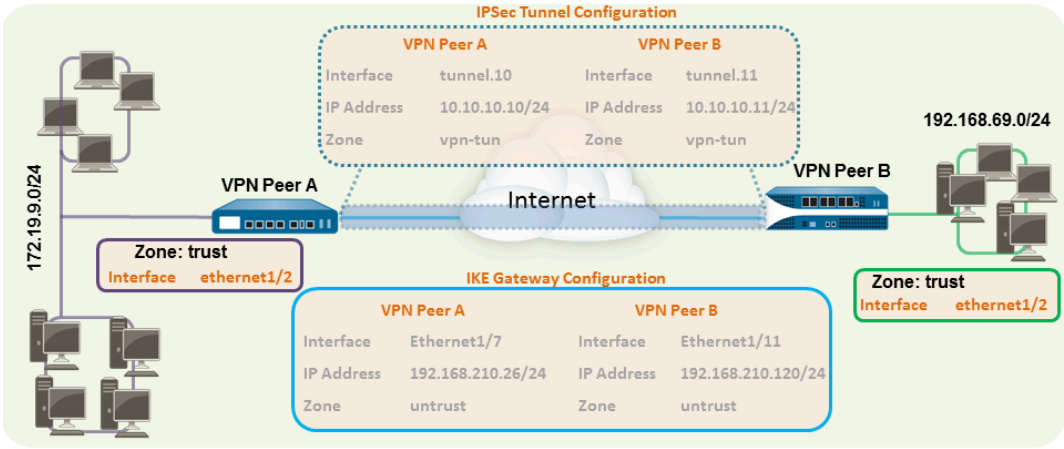 IPSec Tunnel Configuration
VPN Peer A VPN Peer B
Interface tunnel.10 Interface tunnel.11
IP Address 10.10.10.10/24 IP Address 10.10.10.11/24
Zone vpn-tun Zone vpn-tun
192.168.69.0/24
172.19.9.0/24
VPN Peer A
Internet
VPN Peer B
Zone: trust
Interface ethernet1/2
Zone: trust
Interface ethernet1/2
IKE Gateway Configuration
VPN Peer A VPN Peer B
Interface Ethernet1/7 Interface Ethernet1/11
IP Address 192.168.210.26/24 IP Address 192.168.210.120/24
Zone untrust Zone untrust